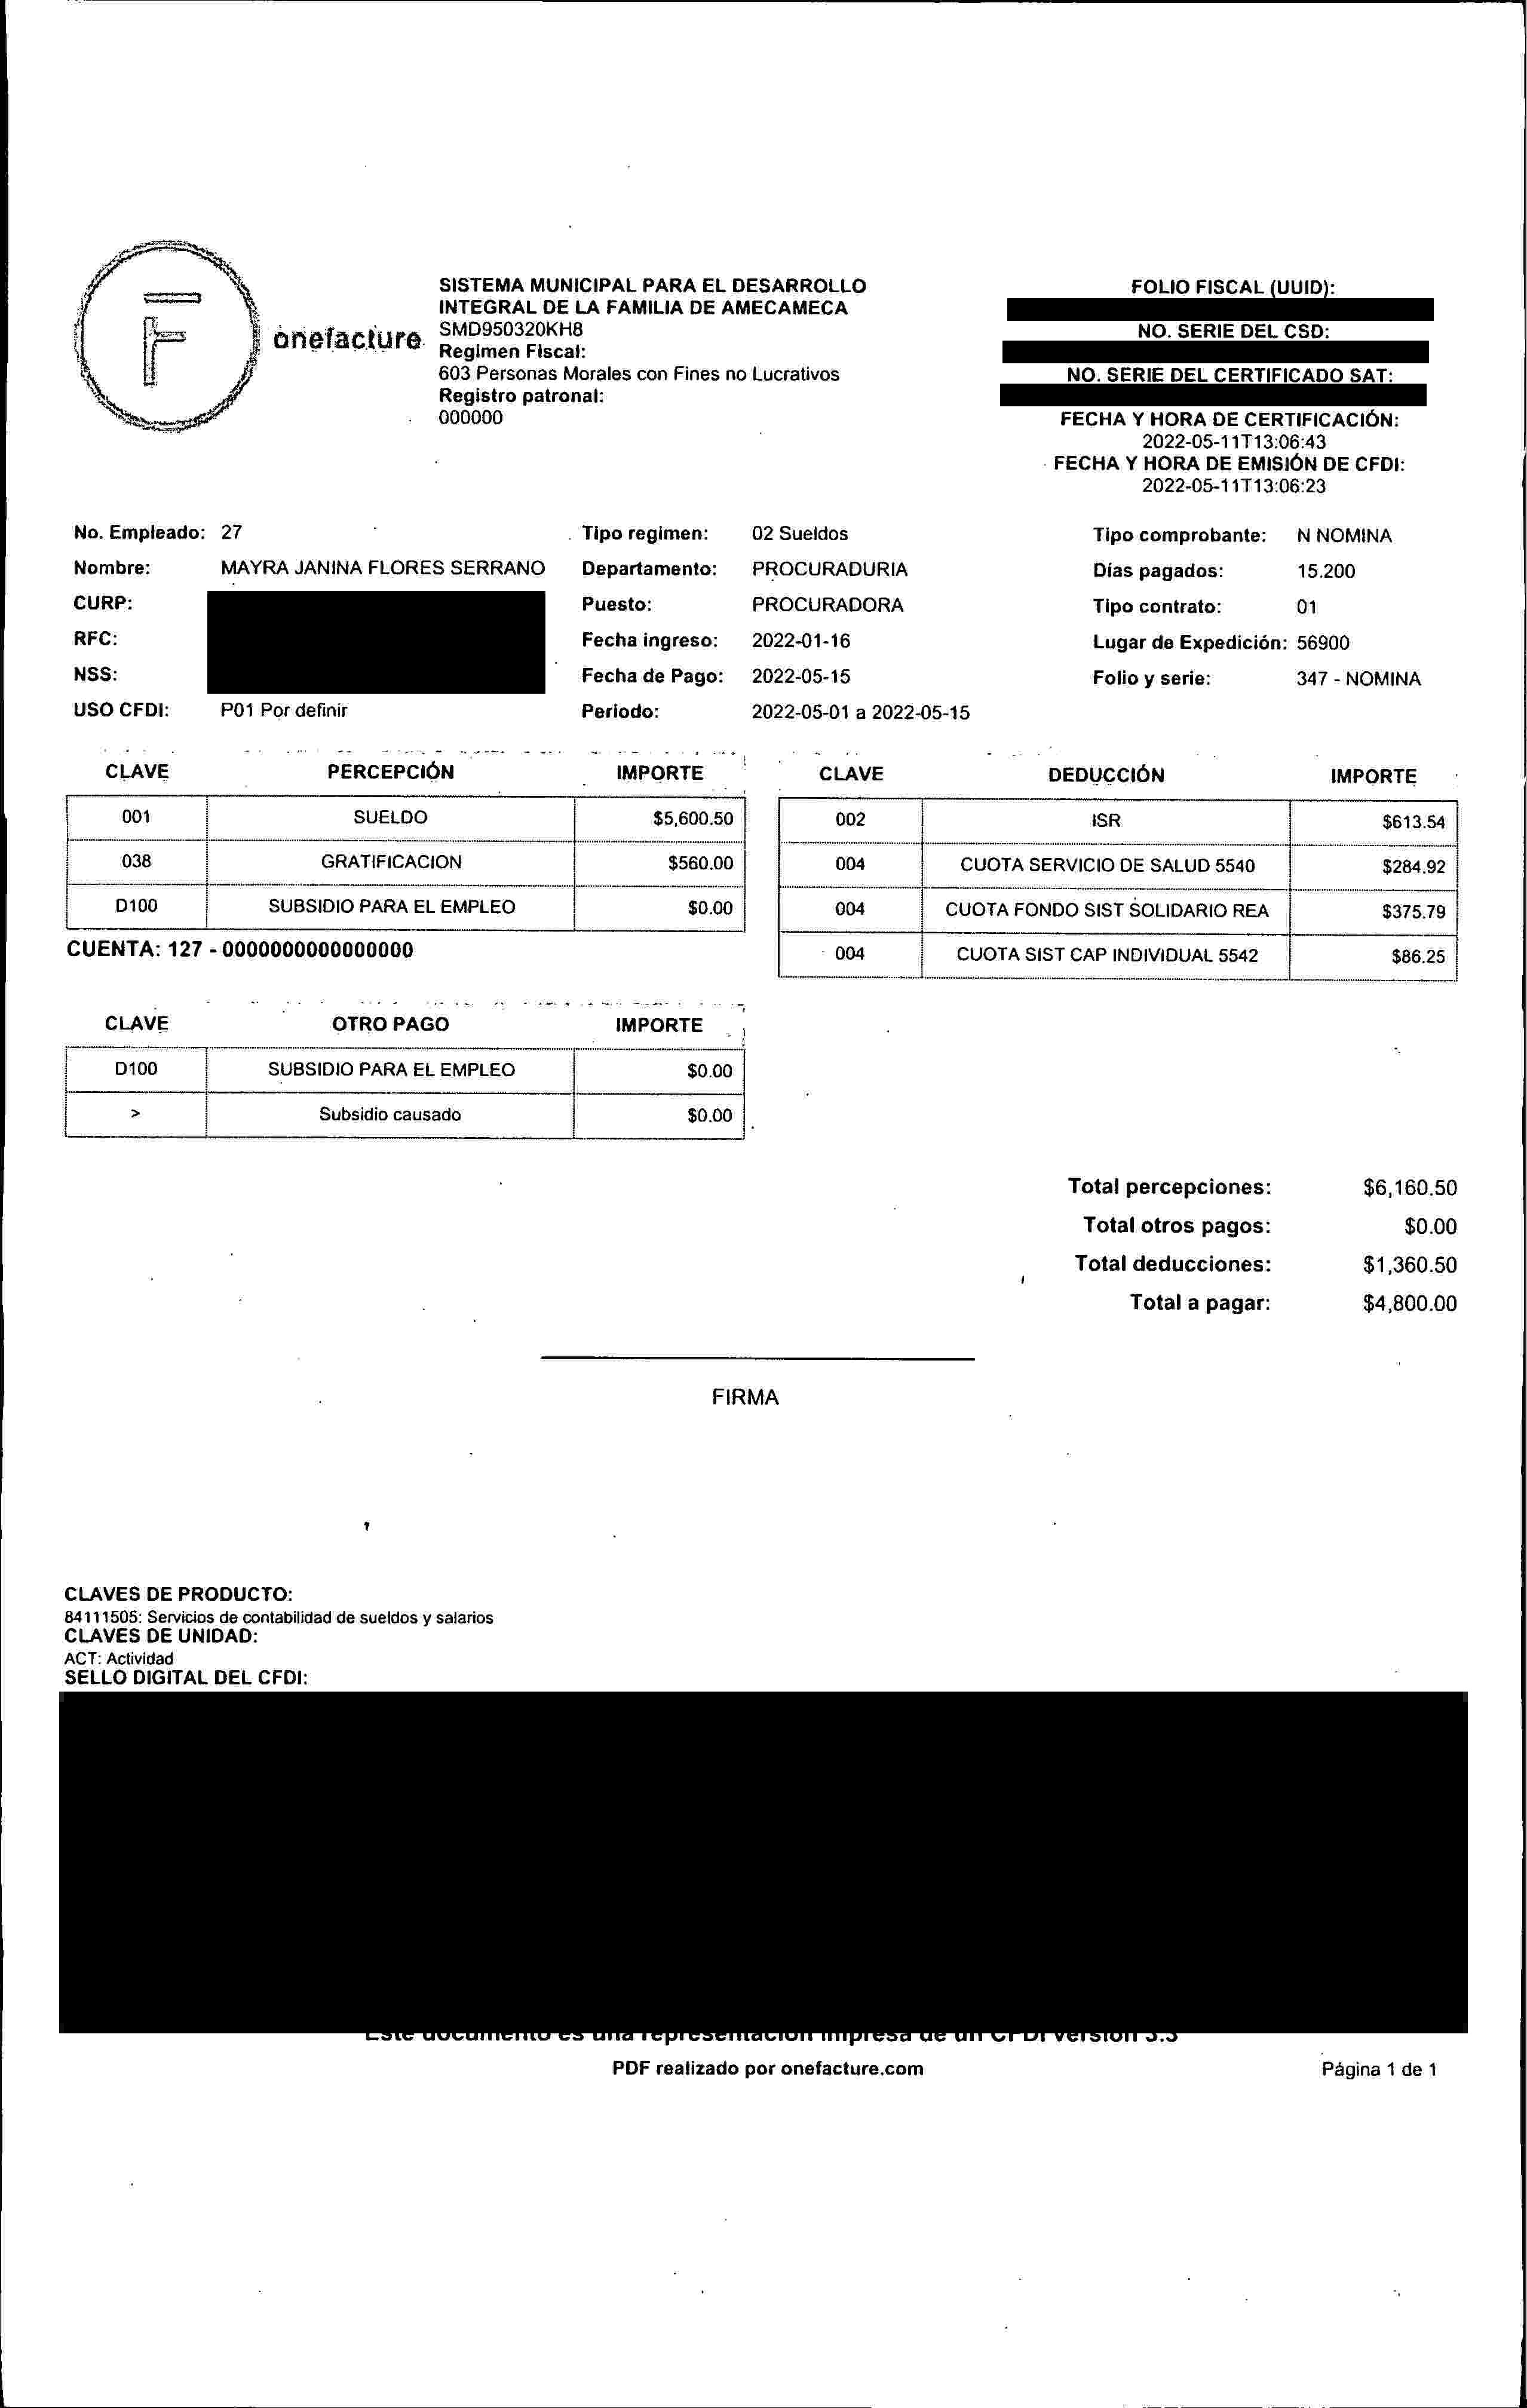 onefacture
SISTEMA MUNICIPAL PARA EL DESARROLLO
INTEGRAL DE LA FAMILIA DE AMECAMECA
SMD950320KH8
Regimen Fiscal:
603 Personas Morales con Fines no Lucrativos
Registro patronal:
000000
FOLIO FISCAL (UUID):
NO. SERIE DEL CSD:
NO. SERIE DEL CERTIFICADO SAT:
FECHA Y HORA DE CERTIFICACIÓN:
2022-05-11T13:06:43
FECHA Y HORA DE EMISIÓN DE CFDI:
2022-05-11T13:06:23
No. Empleado: 27 Tipo regimen: 02 Sueldos Tipo comprobante: N NOMINA
Nombre: MAYRA JANINA FLORES SERRANO Departamento: PROCURADURIA Días pagados: 15.200
CURP: Puesto: PROCURADORA Tipo contrato: 01
RFC: Fecha ingreso: 2022-01-16 Lugar de Expedición: 56900
NSS: Fecha de Pago: 2022-05-15 Folio y serie: 347 - NOMINA
USO CFDI: P01 Por definir Periodo: 2022-05-01 a 2022-05-15
CLAVE PERCEPCIÓN IMPORTE
001 SUELDO $5,600.50
038 GRATIFICACION $560.00
D100 SUBSIDIO PARA EL EMPLEO $0.00
CUENTA: 127 - 0000000000000000
CLAVE DEDUCCIÓN IMPORTE
002 ISR $613.54
004 CUOTA SERVICIO DE SALUD 5540 $284.92
004 CUOTA FONDO SIST SOLIDARIO REA $375.79
004 CUOTA SIST CAP INDIVIDUAL 5542 $86.25
CLAVE OTRO PAGO IMPORTE
D100 SUBSIDIO PARA EL EMPLEO $0.00
> Subsidio causado $0.00
Total percepciones: $6,160.50
Total otros pagos: $0.00
Total deducciones: $1,360.50
Total a pagar: $4,800.00
FIRMA
CLAVES DE PRODUCTO:
84111505: Servicios de contabilidad de sueldos y salarios
CLAVES DE UNIDAD:
ACT: Actividad
SELLO DIGITAL DEL CFDI:
Este documento es una representación impresa de un CFDI versión 3.3
PDF realizado por onefacture.com
Página 1 de 1